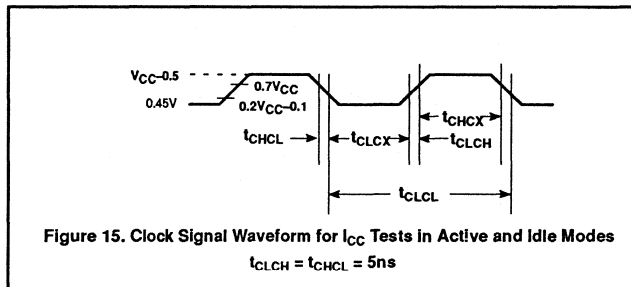 VCC–0.5
0.7VCC
0.45V
0.2VCC–0.1
tCHCX
tCHCL
tCLCX
tCLCH
tCLCL
Figure 15. Clock Signal Waveform for ICC Tests in Active and Idle Modes
tCLCH = tCHCL = 5ns